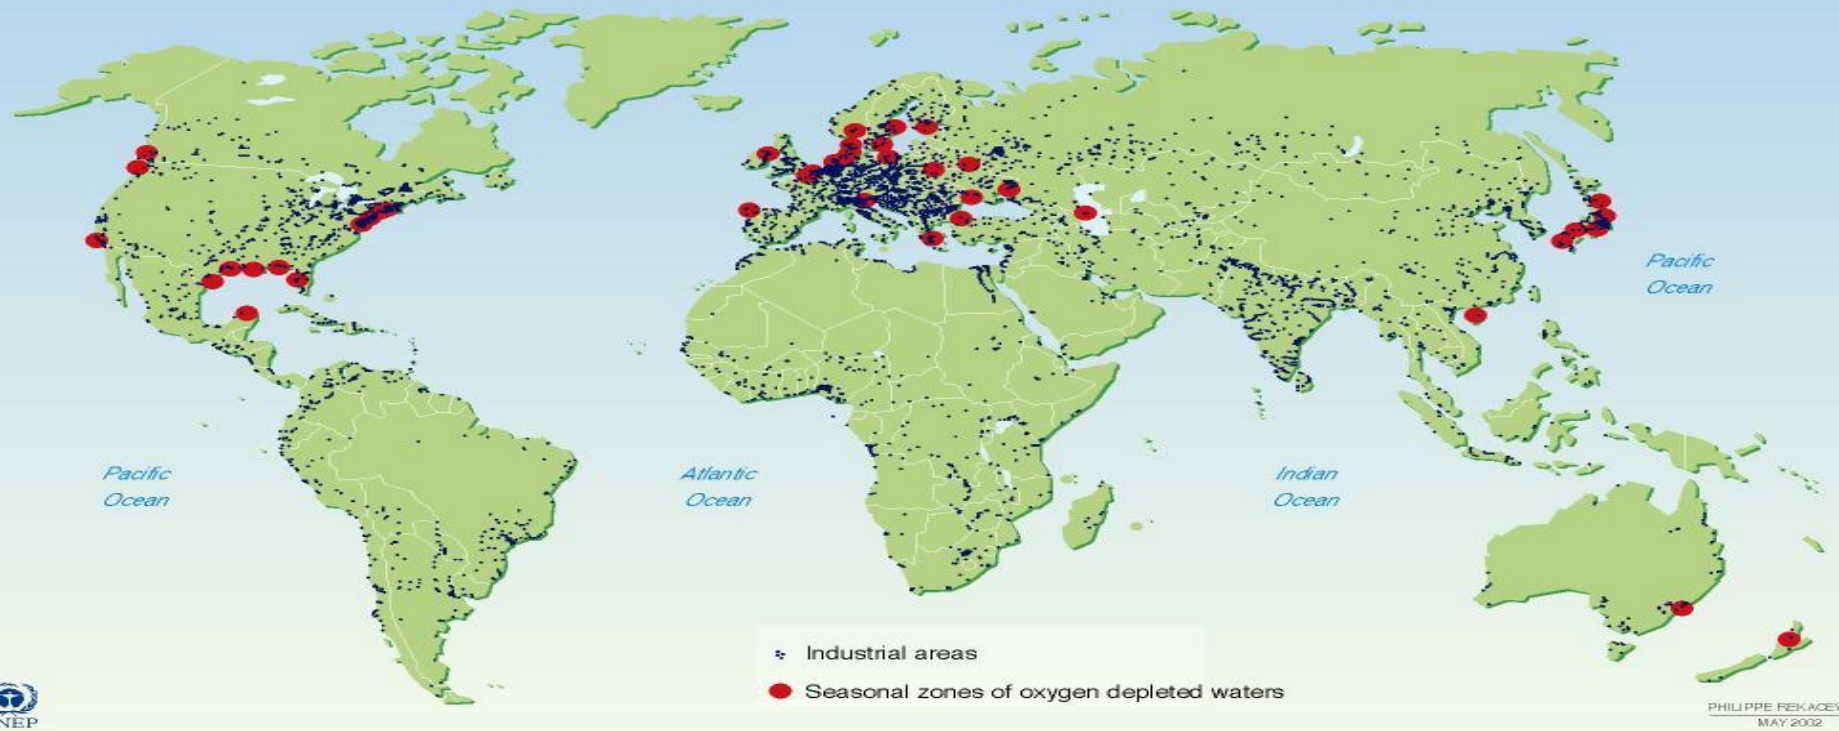 Pacific
Ocean
Pacific
Ocean
Atlantic
Ocean
Indian
Ocean
Industrial areas
Seasonal zones of oxygen depleted waters
NEP
PHILIPPE REKACEW
MAY 2002